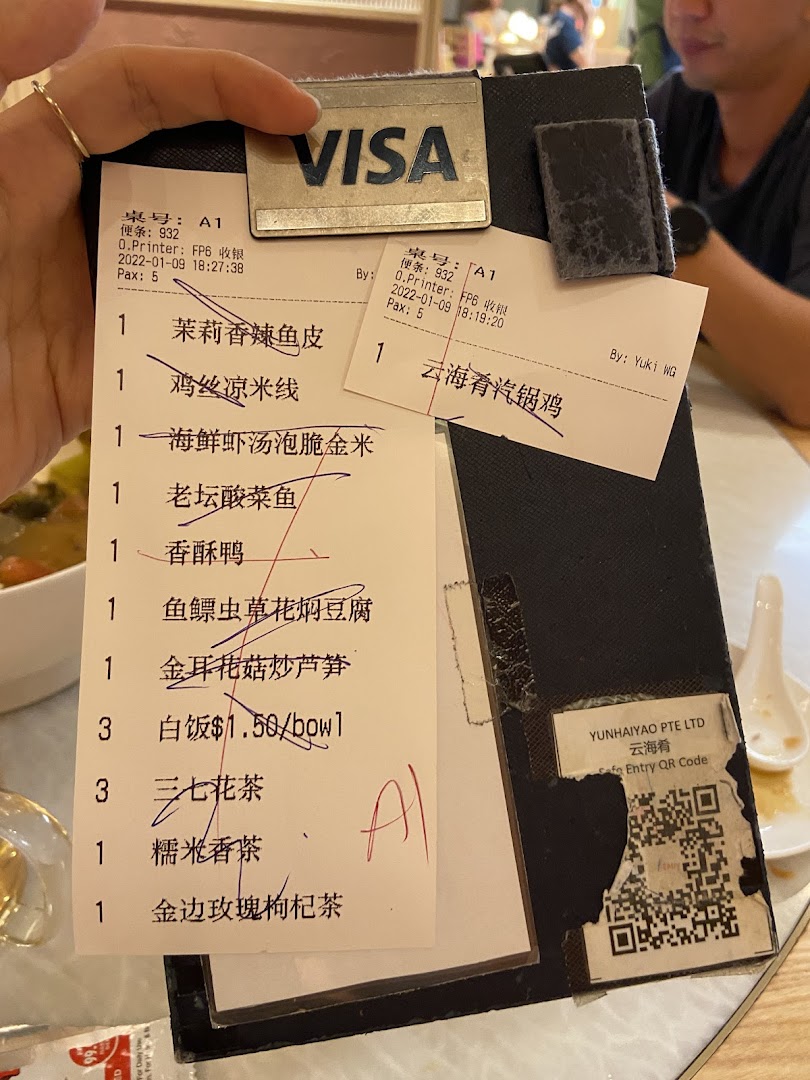 VISA
桌号: A1
便条: 932
O.Printer: FP6 收银
2022-01-09 18:27:38
By:
Pax: 5
1 茉莉香辣鱼皮
1 鸡丝凉米线
1 海鲜虾汤泡脆金米
1 老坛酸菜鱼
1 香酥鸭
1 鱼鳔虫草花焖豆腐
1 金耳花菇炒芦笋
3 白饭$1.50/bowl
3 三七花茶
1 糯米香茶
1 金边玫瑰枸杞茶
A1
桌号: A1
便条: 932
O.Printer: FP6 收银
2022-01-09 18:19:20
Pax: 5
By: Yuki WG
1 云海肴汽锅鸡
YUNHAIYAO PTE LTD
云海肴
Safe Entry QR Code